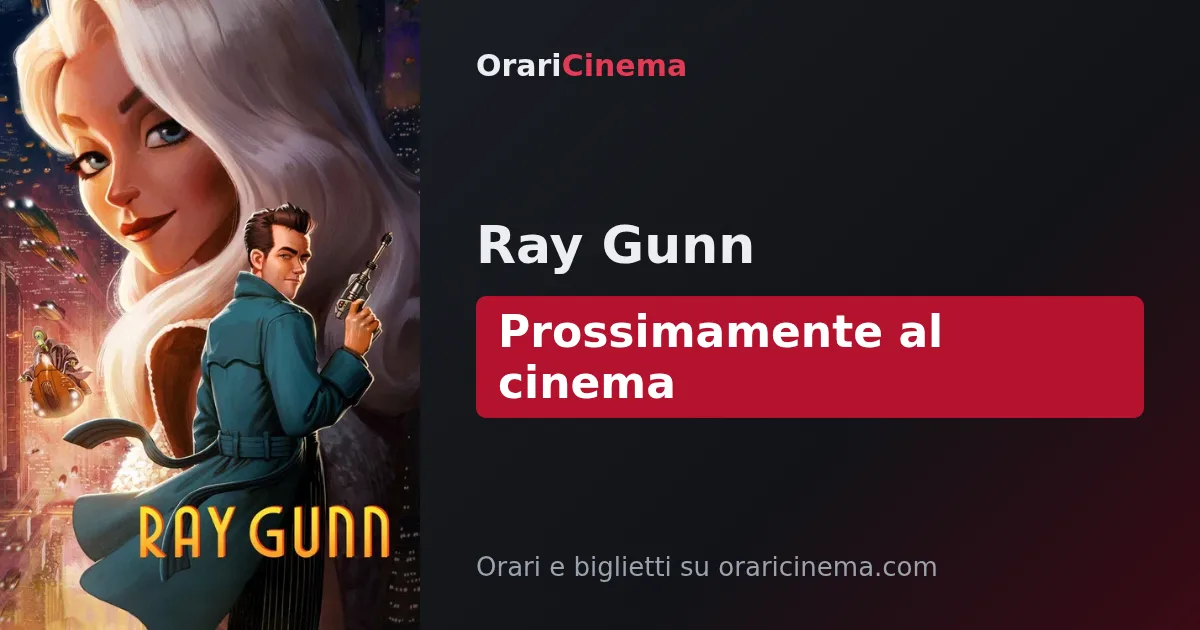 OrariCinema
Ray Gunn
Prossimamente al
cinema
RAY GUNN
Orari e biglietti su oraricinema.com